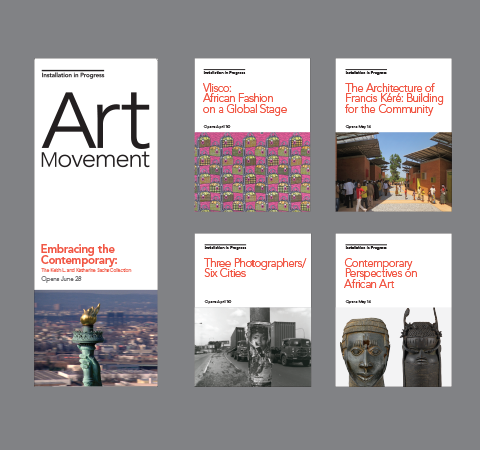 Installation in Progress
Art
Movement
Embracing the
Contemporary:
The Keith L. and Katherine Sachs Collection
Opens June 28
Installation in Progress
Vlisco:
African Fashion
on a Global Stage
Opens April 30
Installation in Progress
The Architecture of
Francis Kéré: Building
for the Community
Opens May 14
Installation in Progress
Three Photographers/
Six Cities
Opens April 30
Installation in Progress
Contemporary
Perspectives on
African Art
Opens May 14